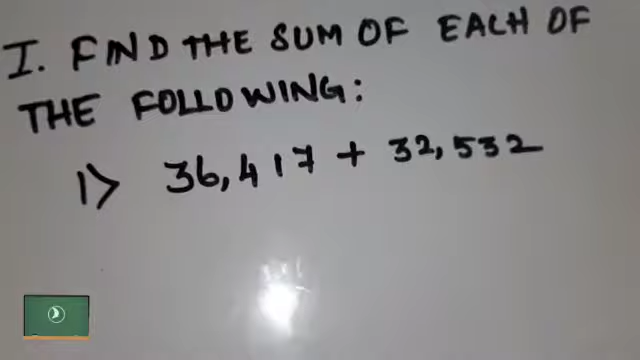 I. FIND THE SUM OF EACH OF
THE FOLLOWING:
1> 36,417 + 32,532